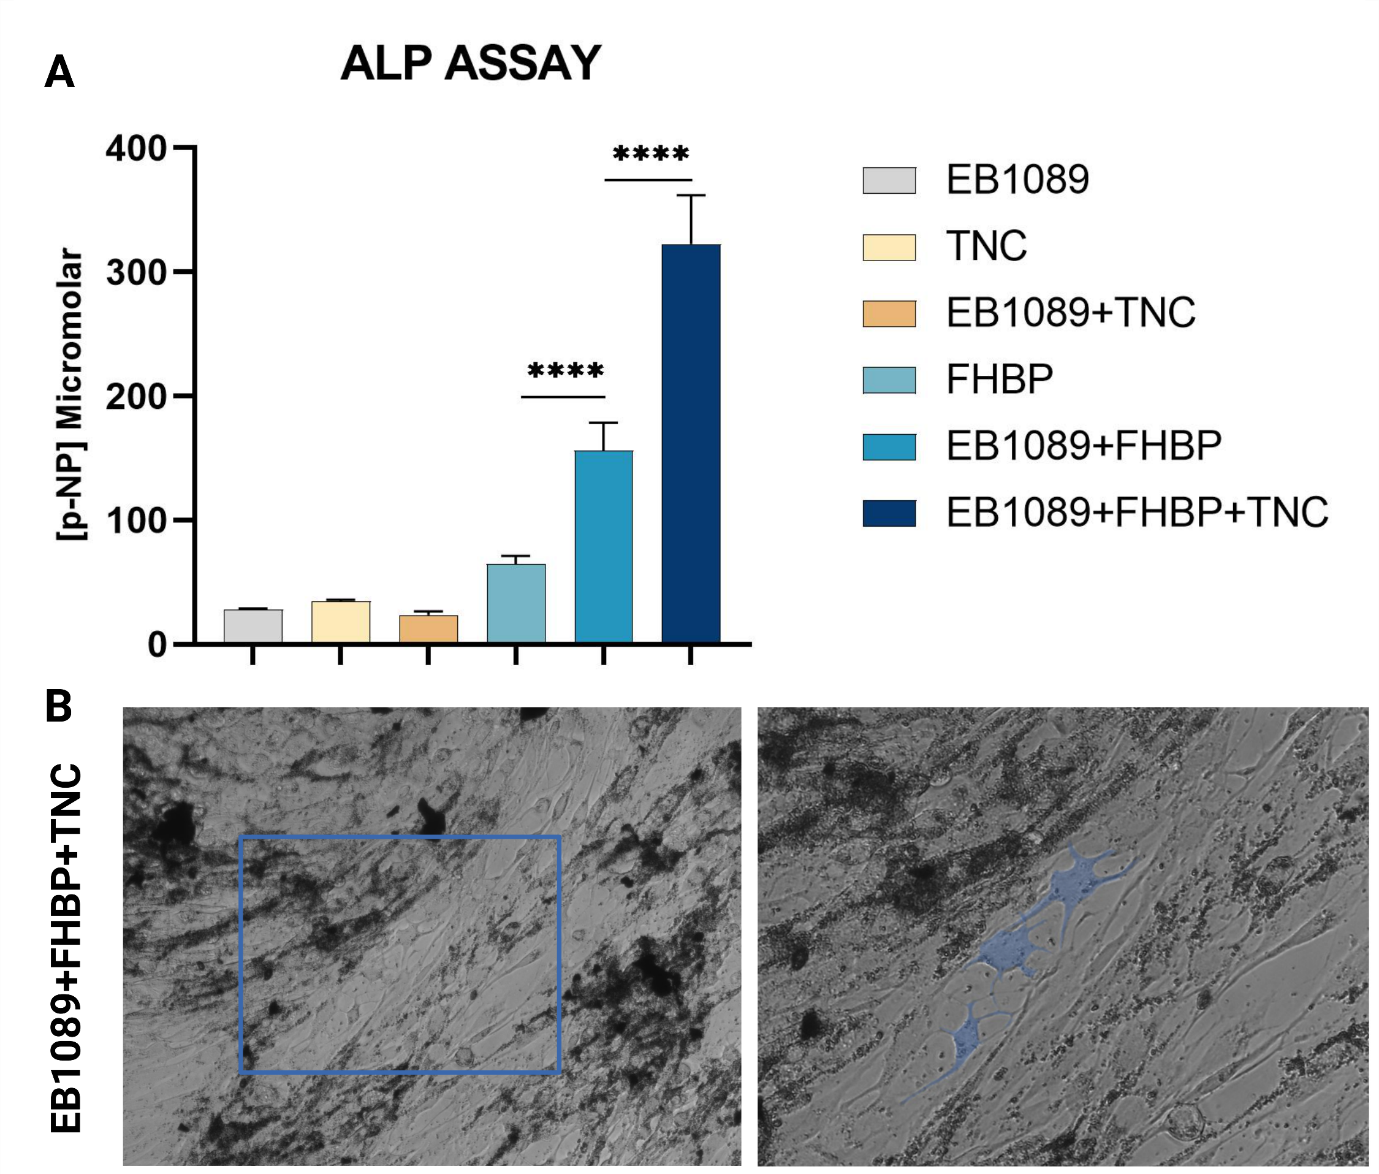 A
ALP ASSAY
[p-NP] Micromolar
400
300
200
100
0
****
****
EB1089
TNC
EB1089+TNC
FHBP
EB1089+FHBP
EB1089+FHBP+TNC
B
EB1089+FHBP+TNC